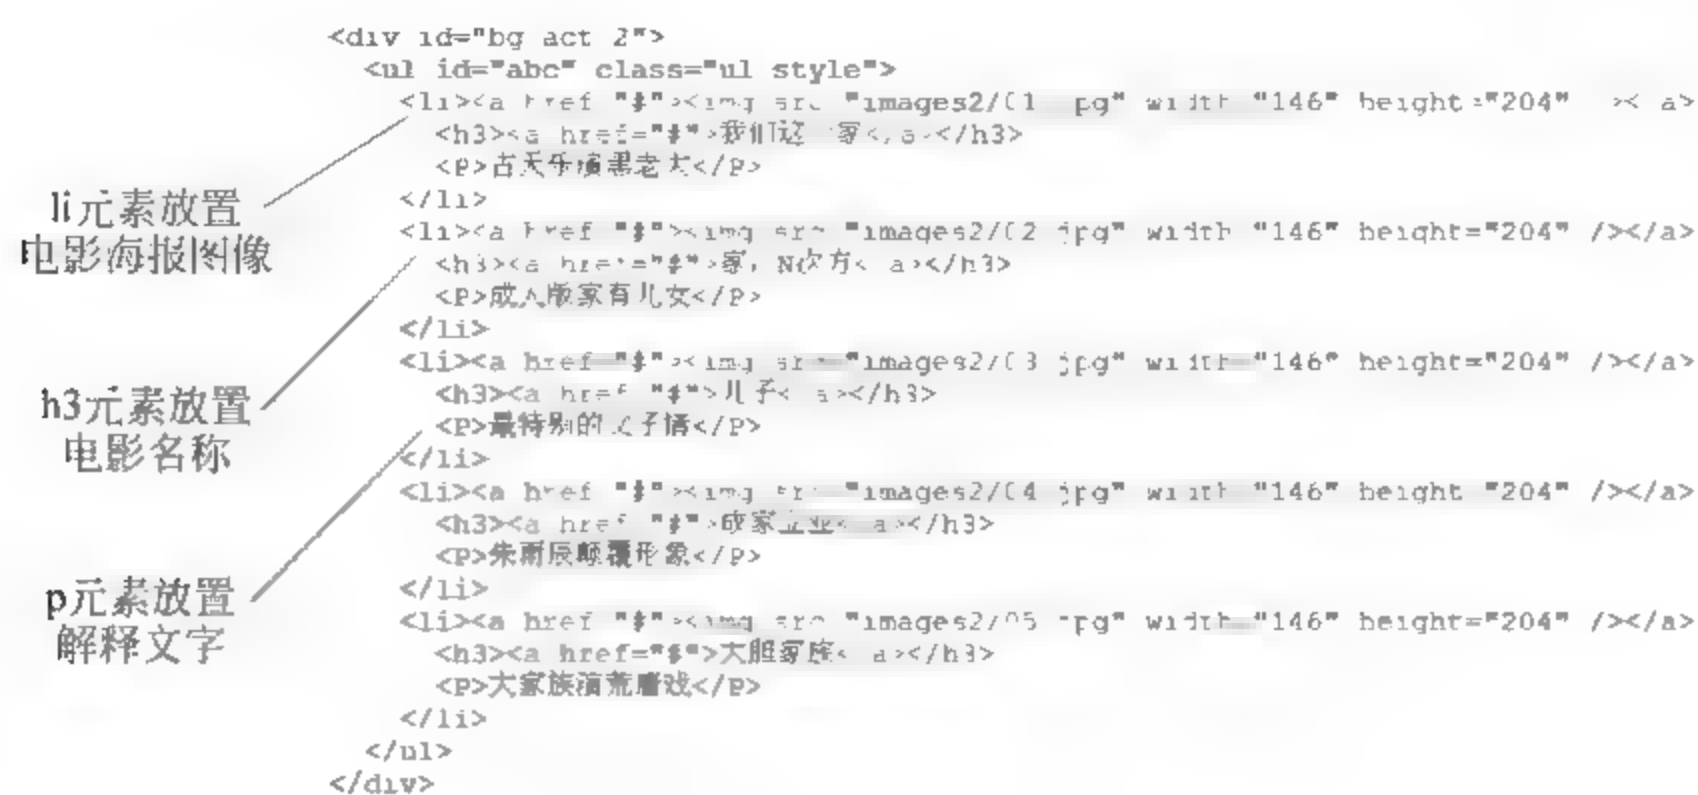 <div id="bg act 2">
<ul id="abc" class="ul style">
<li><a href "#"><img src "images2/01 jpg" width "146" height="204" >< a>
<h3><a href="#">我们这一家</a></h3>
<P>古天乐演黑老大</P>
</li>
li元素放置
电影海报图像
<li><a href "#"><img src "images2/02 jpg" width "146" height="204" /></a>
<h3><a href="#">家，N次方< a></h3>
<P>成人版家有儿女</P>
</li>
<li><a href="#"><img src="images2/03 jpg" width="146" height="204" /></a>
<h3><a href "#">儿子< a></h3>
h3元素放置
电影名称
<P>最特别的父子情</P>
</li>
<li><a href "#"><img src "images2/04 jpg" width "146" height "204" /></a>
<h3><a href "#">成家立业< a></h3>
<P>朱雨辰颠覆形象</P>
</li>
p元素放置
解释文字
<li><a href "#"><img src "images2/05 jpg" width="146" height="204" /></a>
<h3><a href="#">大胆家族< a></h3>
<P>大家族演荒唐戏</P>
</li>
</ul>
</div>